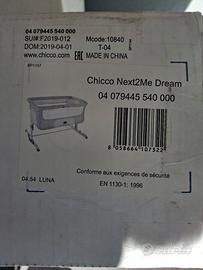 04 079445 540 000
SUI#:F2019-012 Mcode:10840
DOM:2019-04-01 T-04
www.chicco.com MADE IN CHINA
Chicco Next2Me Dream
04 079445 540 000
8 058664 107322
04.54 LUNA
Conforme aux exigences de sécurité
EN 1130-1: 1996